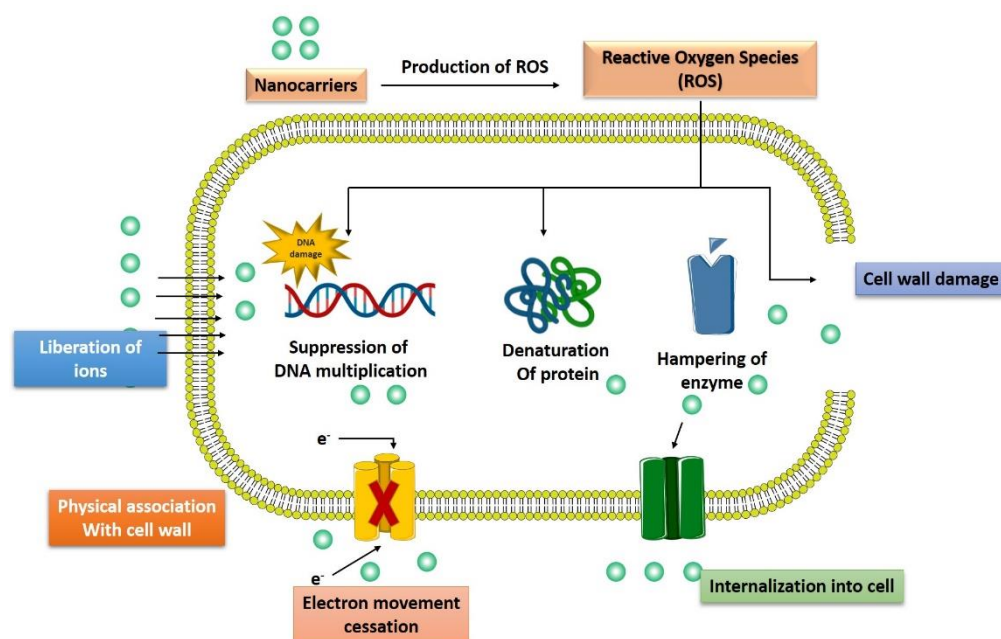 Nanocarriers
Production of ROS
Reactive Oxygen Species
(ROS)
DNA
damage
Suppression of
DNA multiplication
Denaturation
Of protein
Hampering of
enzyme
Cell wall damage
Liberation of
ions
Physical association
With cell wall
e-
e-
Electron movement
cessation
Internalization into cell